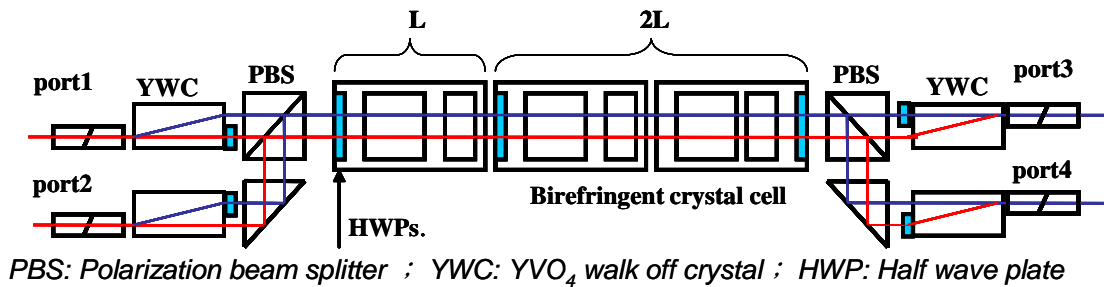 L 2L
port1 YWC PBS PBS YWC port3
port2 port4
Birefringent crystal cell
HWPs.
PBS: Polarization beam splitter ; YWC: YVO4 walk off crystal ; HWP: Half wave plate